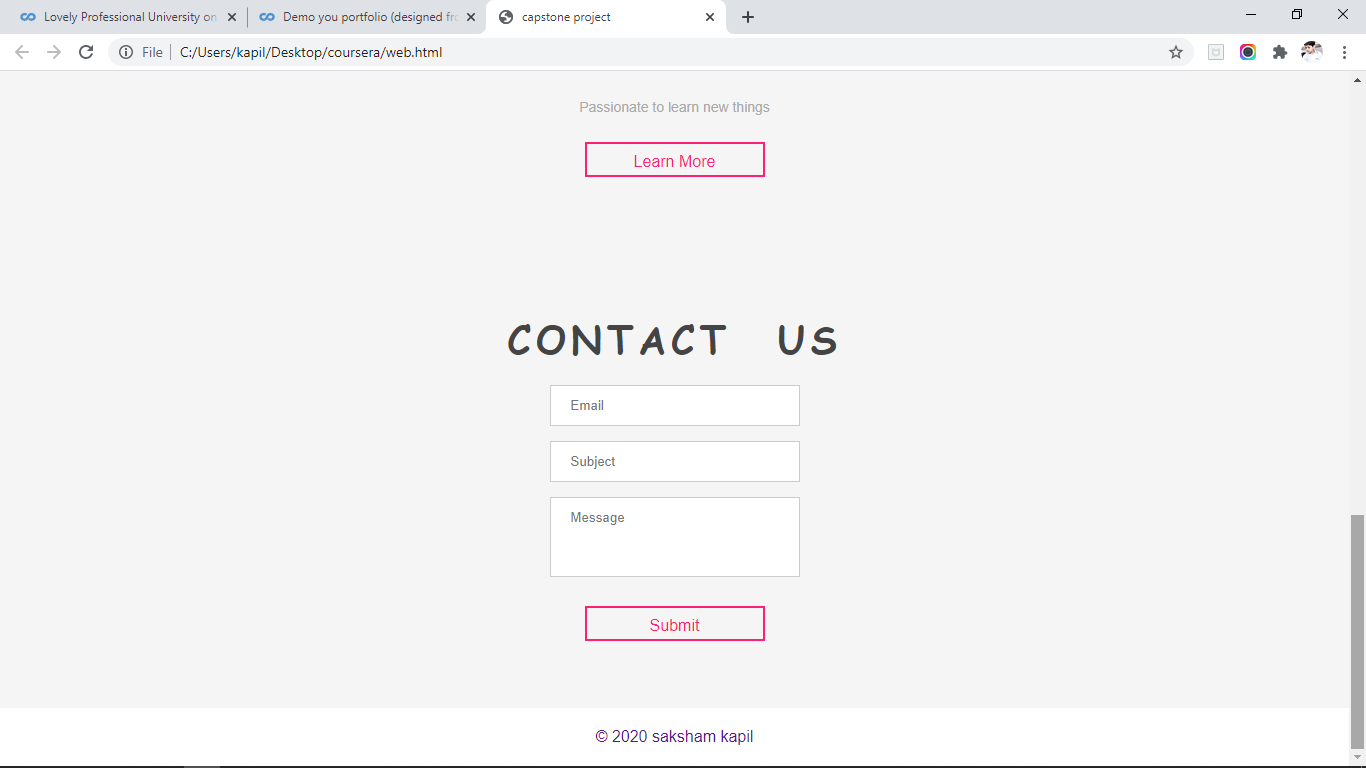 Lovely Professional University on
Demo you portfolio (designed fro
capstone project
File
C:/Users/kapil/Desktop/coursera/web.html
Passionate to learn new things
Learn More
CONTACT US
Email
Subject
Message
Submit
© 2020 saksham kapil